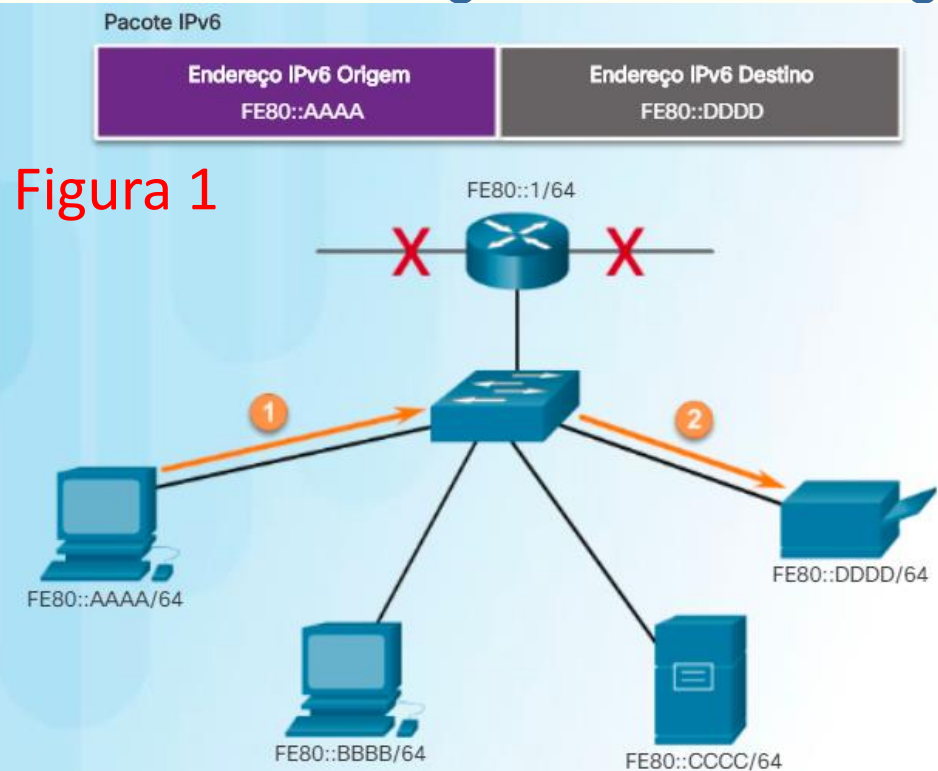 Pacote IPv6
Endereço IPv6 Origem
FE80::AAAA
Endereço IPv6 Destino
FE80::DDDD
Figura 1
FE80::1/64
1
2
FE80::AAAA/64
FE80::DDDD/64
FE80::BBBB/64
FE80::CCCC/64